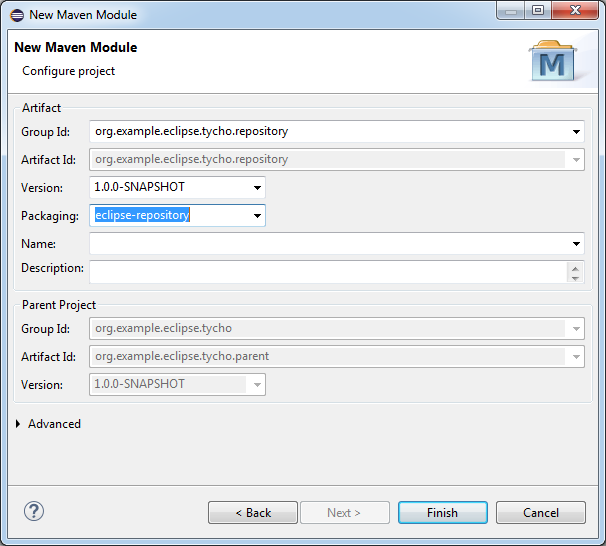 New Maven Module
New Maven Module
Configure project
M
Artifact
Group Id: org.example.eclipse.tycho.repository
Artifact Id: org.example.eclipse.tycho.repository
Version: 1.0.0-SNAPSHOT
Packaging: eclipse-repository
Name:
Description:
Parent Project
Group Id: org.example.eclipse.tycho
Artifact Id: org.example.eclipse.tycho.parent
Version: 1.0.0-SNAPSHOT
Advanced
? < Back Next > Finish Cancel